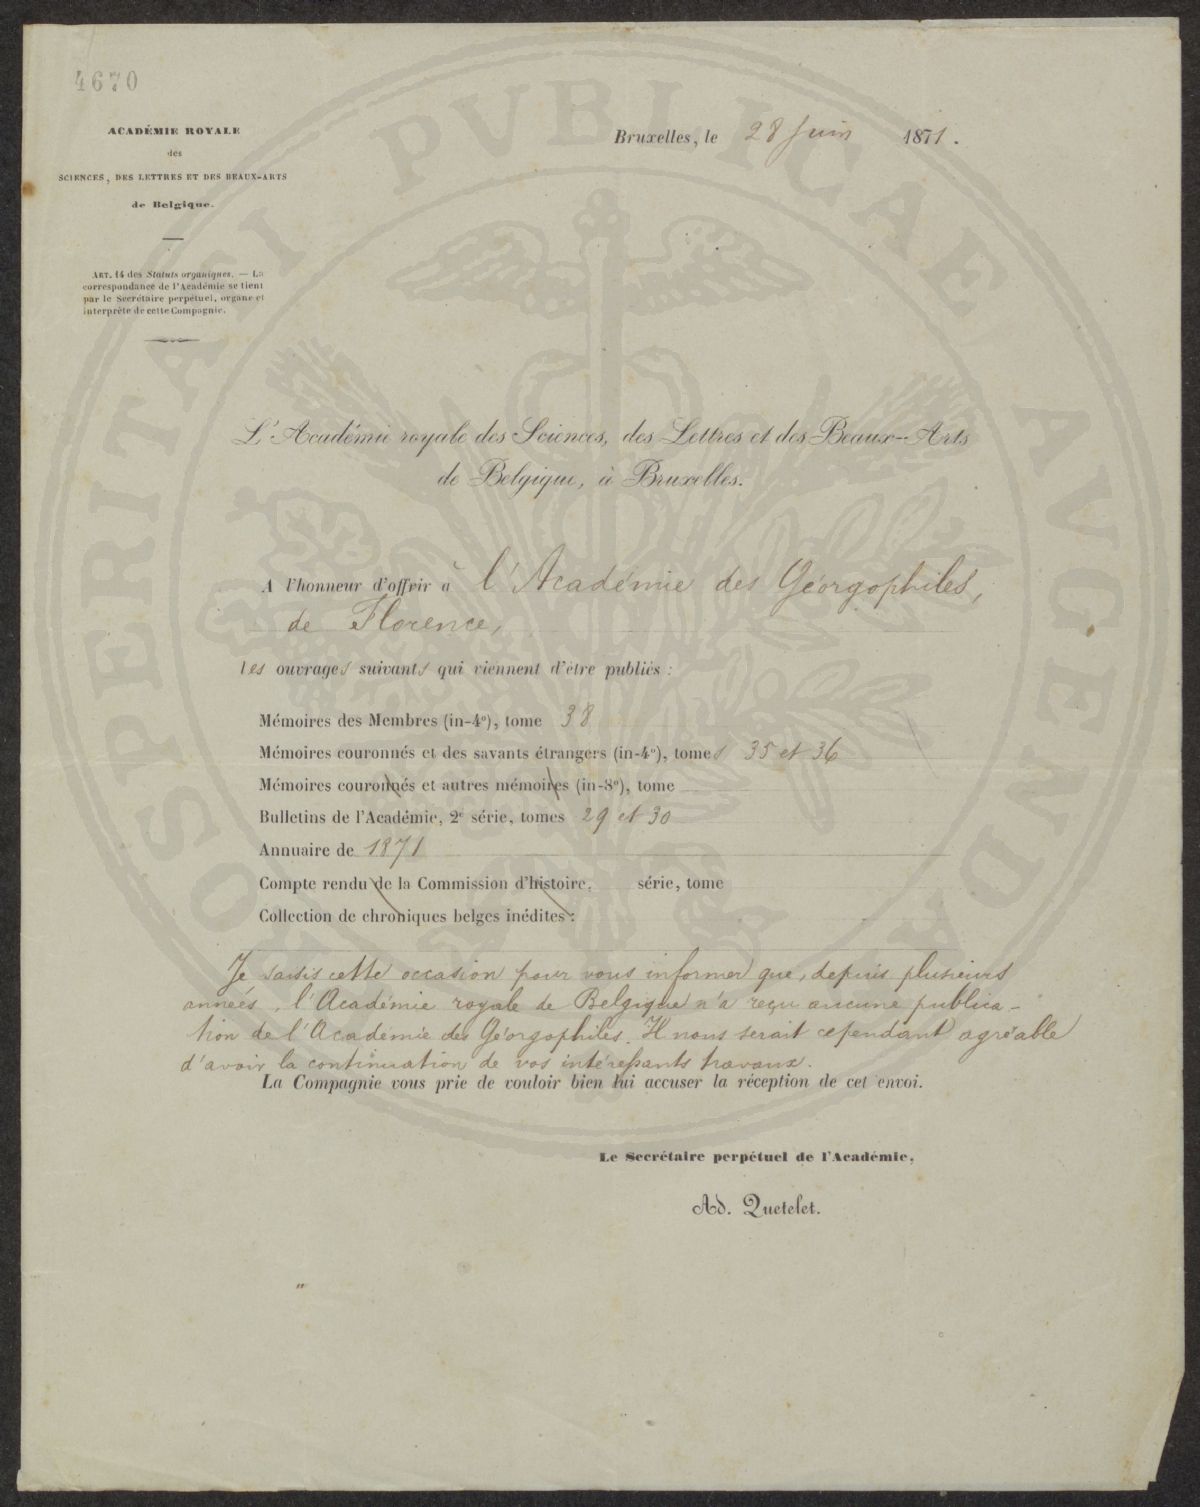 4670
ACADÉMIE ROYALE
des
SCIENCES, DES LETTRES ET DES BEAUX-ARTS
de Belgique.
Bruxelles, le 28 Juin 1871.
ART. 14 des Statuts organiques. — La
correspondance de l'Académie se tient
par le Secrétaire perpétuel, organe et
interprète de cette Compagnie.
PROSPERITATI PVBLICAE AVGENDAE
L'Académie royale des Sciences, des Lettres et des Beaux-Arts
de Belgique, à Bruxelles.
A l'honneur d'offrir à l'Académie des Géorgophiles,
de Florence,
les ouvrages suivants qui viennent d'être publiés :
Mémoires des Membres (in-4°), tome 38
Mémoires couronnés et des savants étrangers (in-4°), tomes 35 et 36
Mémoires couronnés et autres mémoires (in-8°), tome
Bulletins de l'Académie, 2e série, tomes 29 et 30
Annuaire de 1871
Compte rendu de la Commission d'histoire, série, tome
Collection de chroniques belges inédites :
Je saisis cette occasion pour vous informer que, depuis plusieurs
années, l'Académie royale de Belgique n'a reçu aucune publica-
tion de l'Académie des Géorgophiles. Il nous serait cependant agréable
d'avoir la continuation de vos intéressants travaux.
La Compagnie vous prie de vouloir bien lui accuser la réception de cet envoi.
Le Secrétaire perpétuel de l'Académie,
Ad. Quetelet.